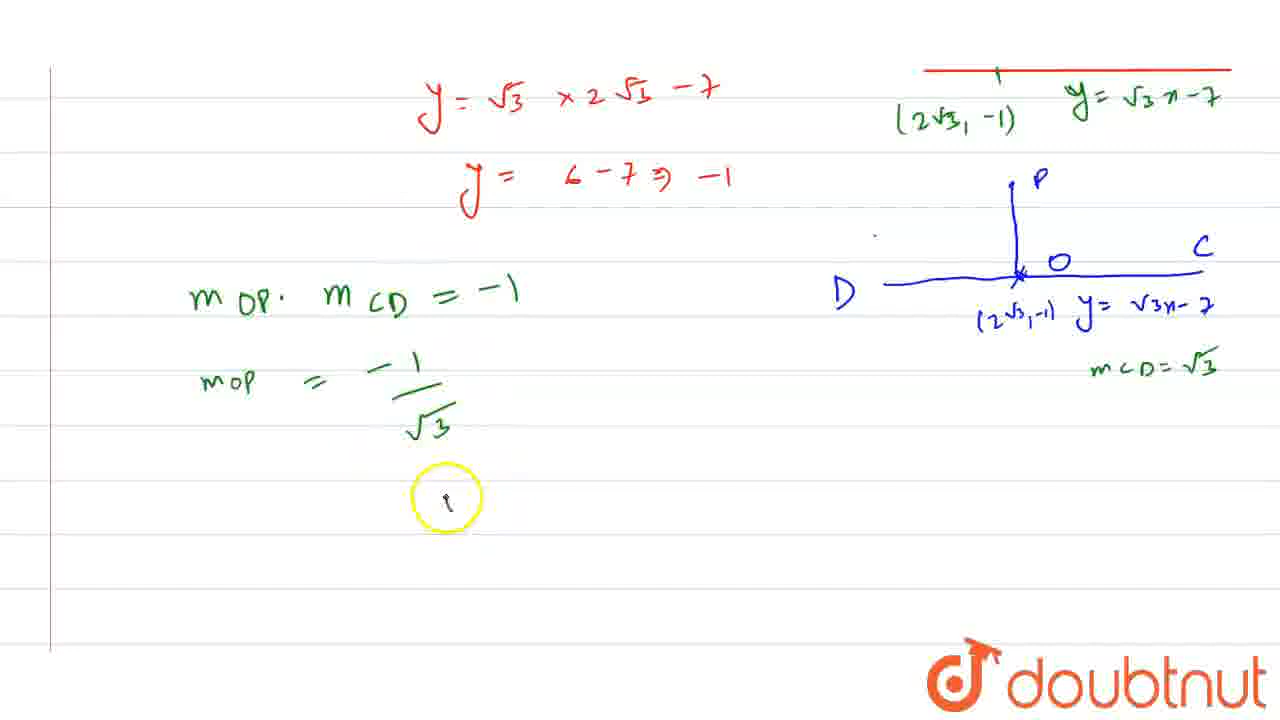 y = √3 × 2√3 - 7
(2√3, -1) y = √3x - 7
y = 6 - 7 ⇒ -1
P
D O C
(2√3, -1) y = √3x - 7
m OP . m CD = -1
m CD = √3
m OP = -1/√3
doubtnut